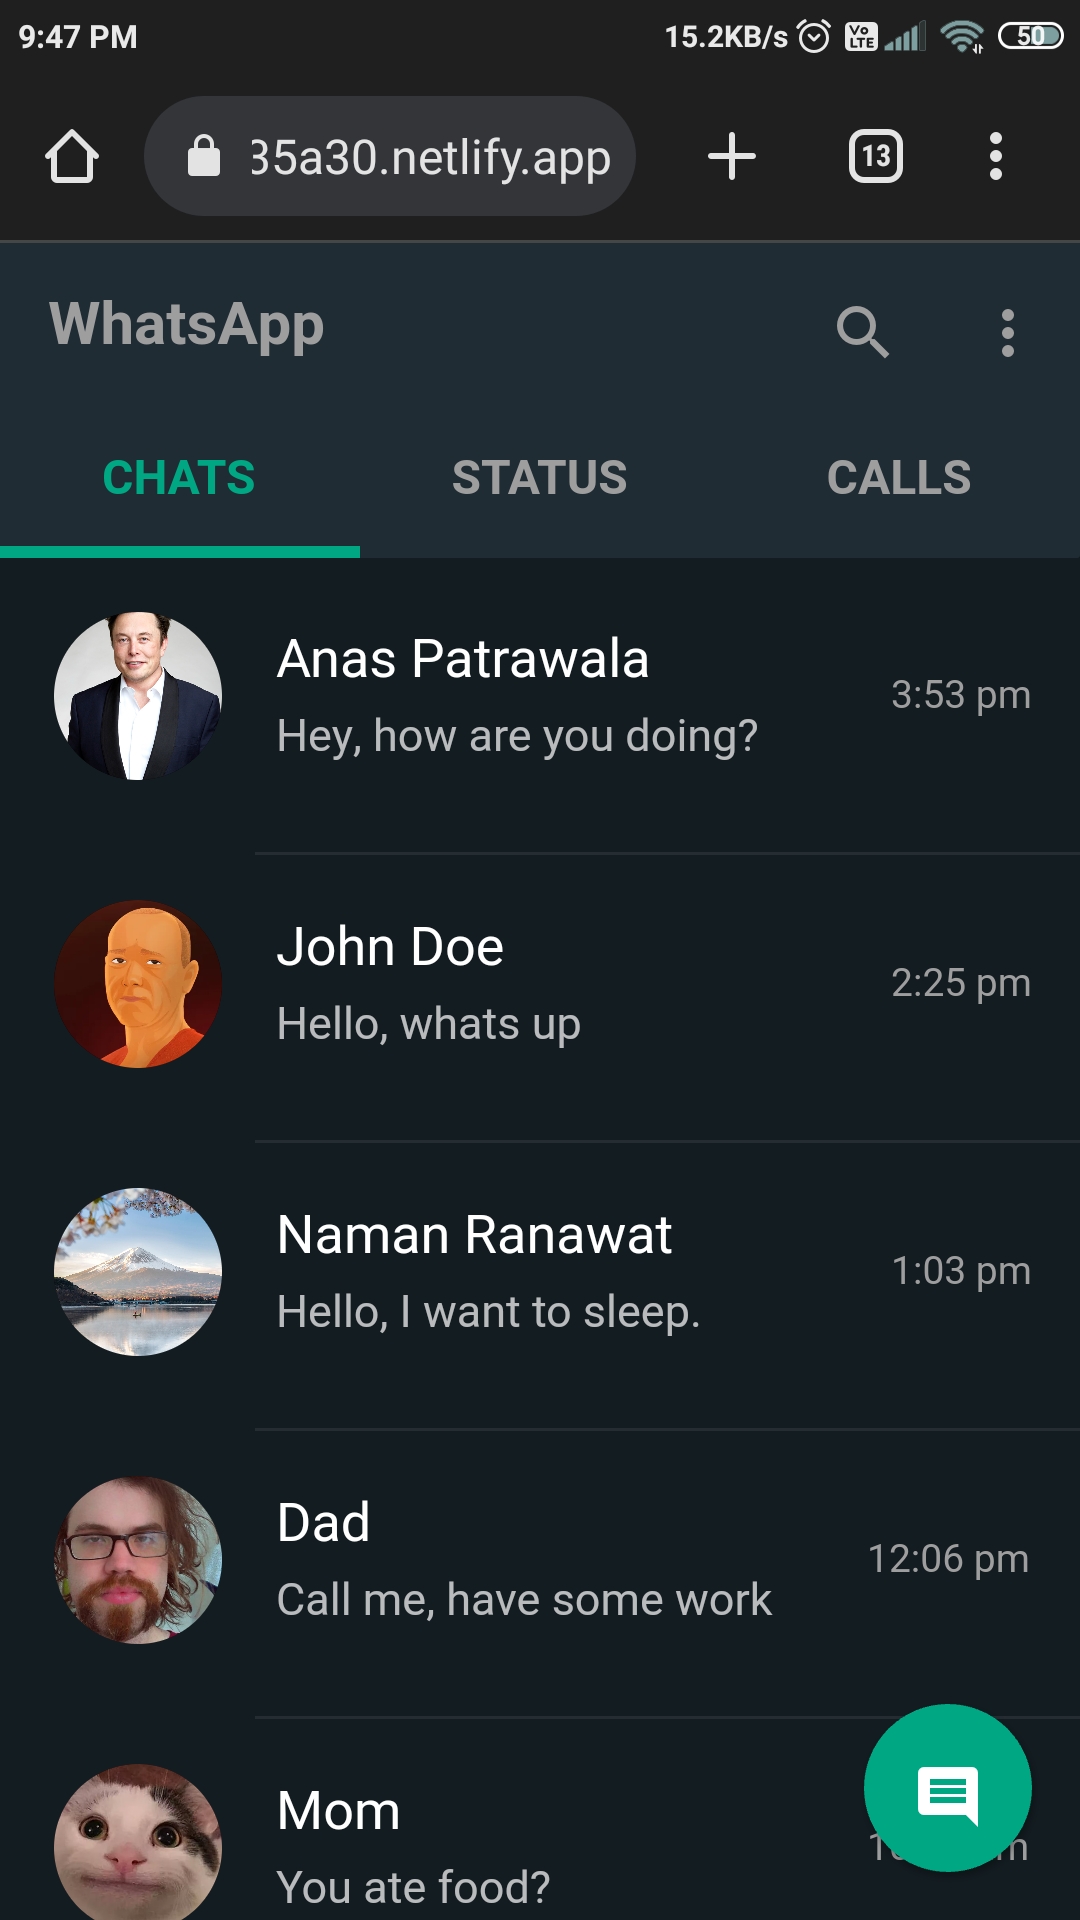 9:47 PM 15.2KB/s Vo LTE 50
35a30.netlify.app 13
WhatsApp
CHATS STATUS CALLS
Anas Patrawala
3:53 pm
Hey, how are you doing?
John Doe
2:25 pm
Hello, whats up
Naman Ranawat
1:03 pm
Hello, I want to sleep.
Dad
12:06 pm
Call me, have some work
Mom
You ate food?